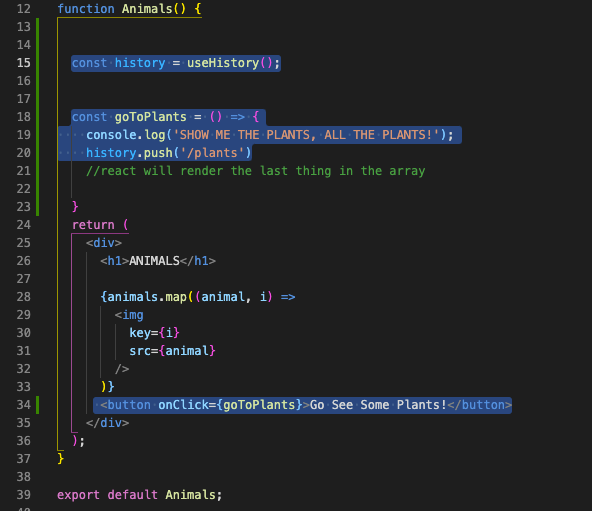 12 function Animals() {
13
14
15 const history = useHistory();
16
17
18 const goToPlants = () => {
19 console.log('SHOW ME THE PLANTS, ALL THE PLANTS!');
20 history.push('/plants')
21 //react will render the last thing in the array
22
23 }
24 return (
25 <div>
26 <h1>ANIMALS</h1>
27
28 {animals.map((animal, i) =>
29 <img
30 key={i}
31 src={animal}
32 />
33 )}
34 <button onClick={goToPlants}>Go See Some Plants!</button>
35 </div>
36 );
37 }
38
39 export default Animals;